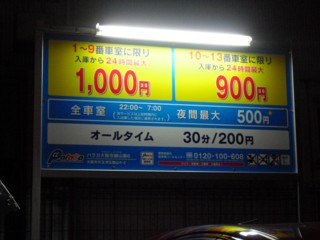 1～9番車室に限り
入庫から24時間最大
1,000円
10～13番車室に限り
入庫から24時間最大
900円
全車室
22:00～ 7:00
夜間最大 500円
オールタイム 30分/200円
0120-100-608